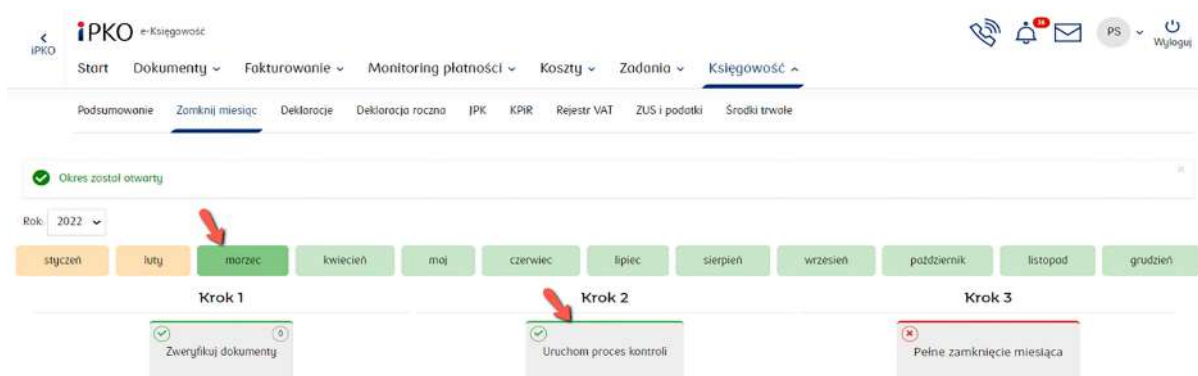 iPKO e-Księgowość
iPKO
36
PS
Wyloguj
Start Dokumenty Fakturowanie Monitoring płatności Koszty Zadania Księgowość
Podsumowanie Zamknij miesiąc Deklaracje Deklaracja roczna JPK KPiR Rejestr VAT ZUS i podatki Środki trwałe
Okres został otwarty
Rok: 2022
styczeń luty marzec kwiecień maj czerwiec lipiec sierpień wrzesień październik listopad grudzień
Krok 1 Krok 2 Krok 3
0
Zweryfikuj dokumenty Uruchom proces kontroli Pełne zamknięcie miesiąca